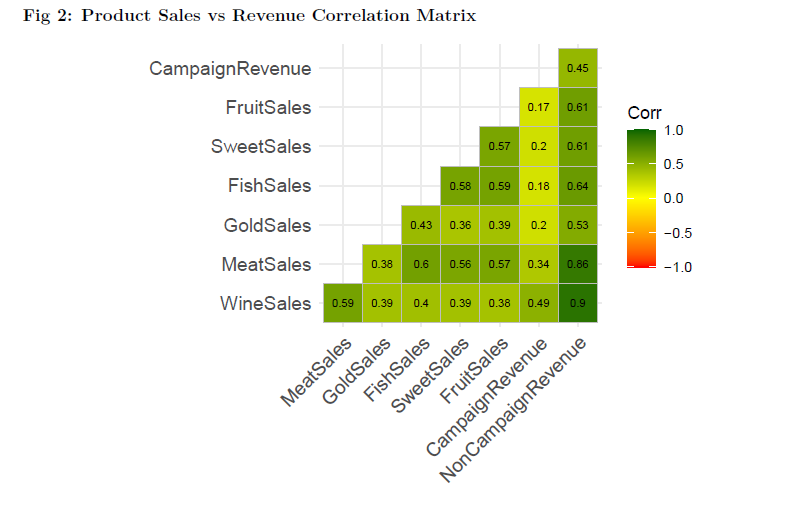 Fig 2: Product Sales vs Revenue Correlation Matrix
CampaignRevenue 0.45
FruitSales 0.17 0.61
SweetSales 0.57 0.2 0.61
FishSales 0.58 0.59 0.18 0.64
GoldSales 0.43 0.36 0.39 0.2 0.53
MeatSales 0.38 0.6 0.56 0.57 0.34 0.86
WineSales 0.59 0.39 0.4 0.39 0.38 0.49 0.9
MeatSales
GoldSales
FishSales
SweetSales
FruitSales
CampaignRevenue
NonCampaignRevenue
Corr
1.0
0.5
0.0
−0.5
−1.0